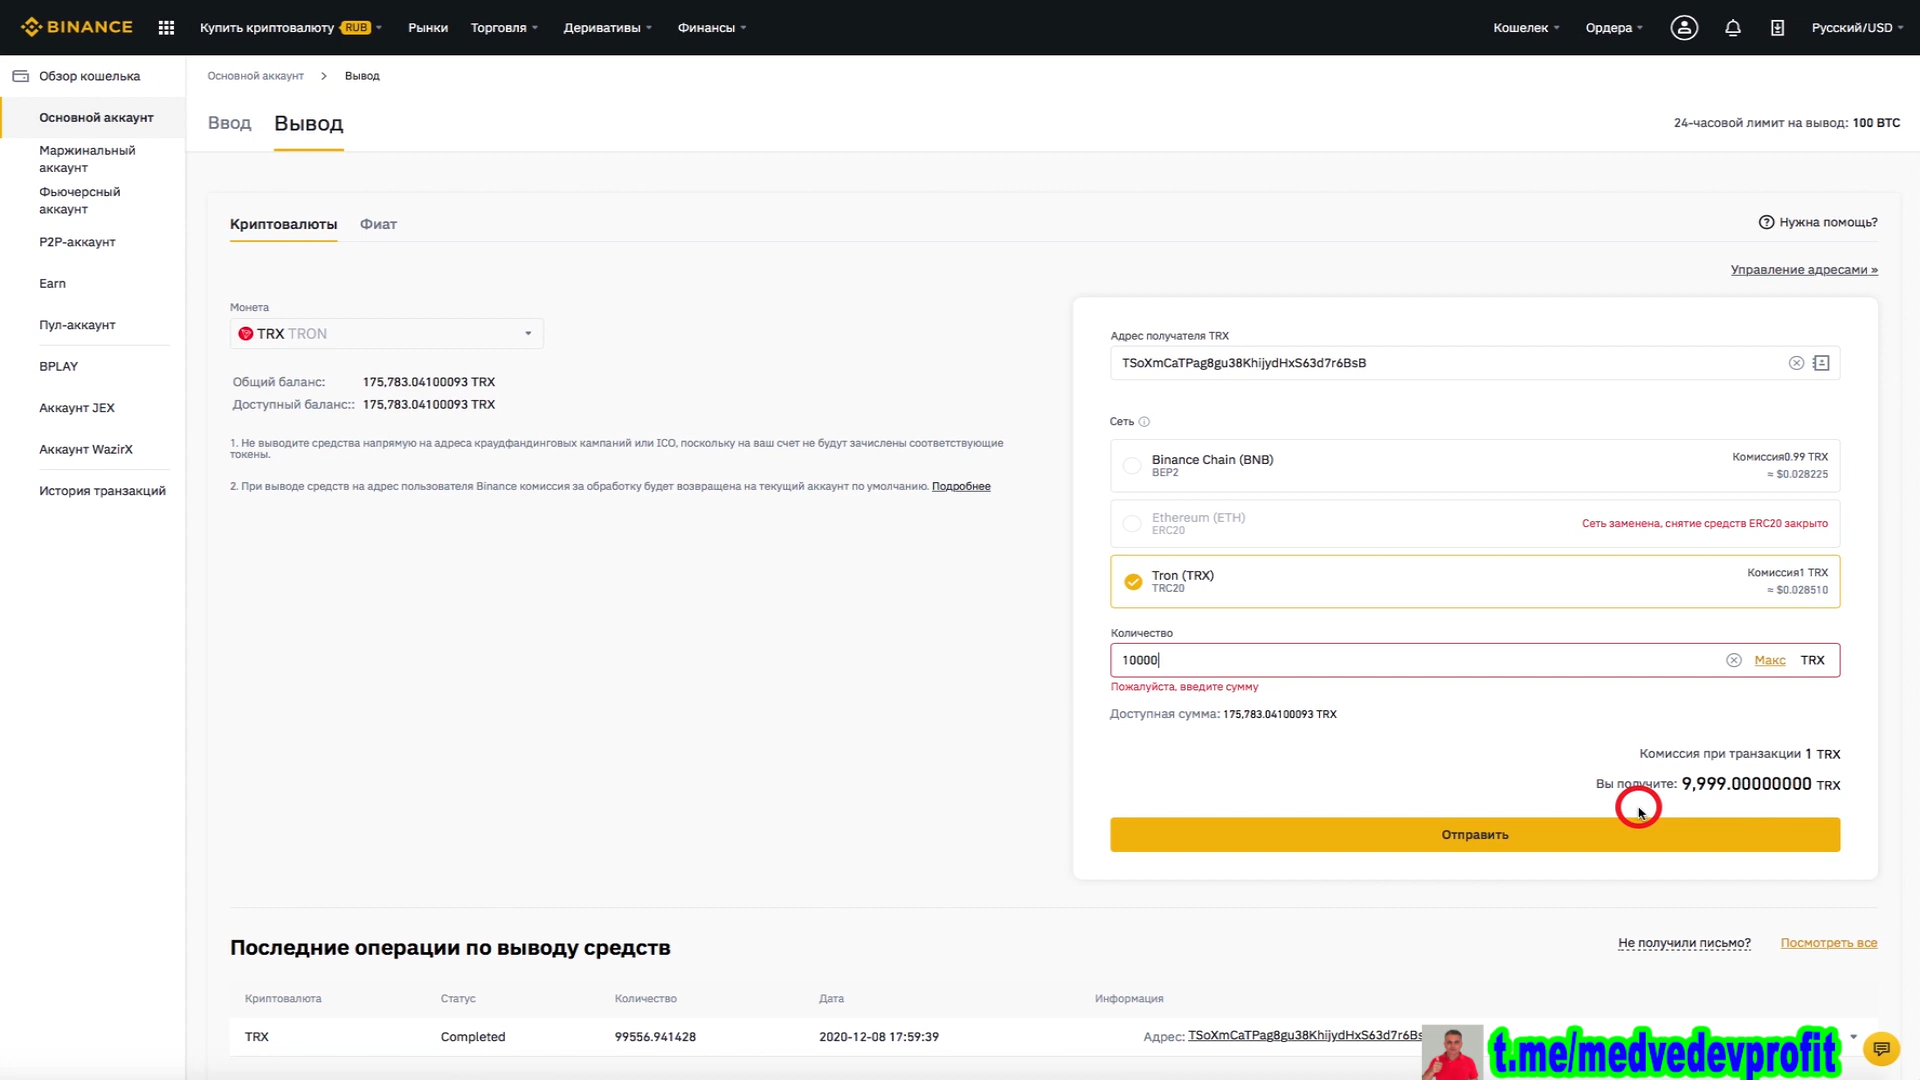 BINANCE
Купить криптовалюту RUB
Рынки
Торговля
Деривативы
Финансы
Кошелек
Ордера
Русский/USD
Обзор кошелька
Основной аккаунт
Маржинальный
аккаунт
Фьючерсный
аккаунт
P2P-аккаунт
Earn
Пул-аккаунт
BPLAY
Аккаунт JEX
Аккаунт WazirX
История транзакций
Основной аккаунт > Вывод
Ввод
Вывод
24-часовой лимит на вывод: 100 BTC
Криптовалюты
Фиат
Нужна помощь?
Управление адресами »
Монета
TRX TRON
Общий баланс: 175,783.04100093 TRX
Доступный баланс:: 175,783.04100093 TRX
1. Не выводите средства напрямую на адреса краудфандинговых кампаний или ICO, поскольку на ваш счет не будут зачислены соответствующие
токены.
2. При выводе средств на адрес пользователя Binance комиссия за обработку будет возвращена на текущий аккаунт по умолчанию. Подробнее
Адрес получателя TRX
TSoXmCaTPag8gu38KhijydHxS63d7r6BsB
Сеть
Binance Chain (BNB)
BEP2
Комиссия0.99 TRX
≈ $0.028225
Ethereum (ETH)
ERC20
Сеть заменена, снятие средств ERC20 закрыто
Tron (TRX)
TRC20
Комиссия1 TRX
≈ $0.028510
Количество
10000
Макс
TRX
Пожалуйста, введите сумму
Доступная сумма: 175,783.04100093 TRX
Комиссия при транзакции 1 TRX
Вы получите: 9,999.00000000 TRX
Отправить
Последние операции по выводу средств
Не получили письмо?
Посмотреть все
Криптовалюта
Статус
Количество
Дата
Информация
TRX
Completed
99556.941428
2020-12-08 17:59:39
Адрес: TSoXmCaTPag8gu38KhijydHxS63d7r6Bs
t.me/medvedevprofit